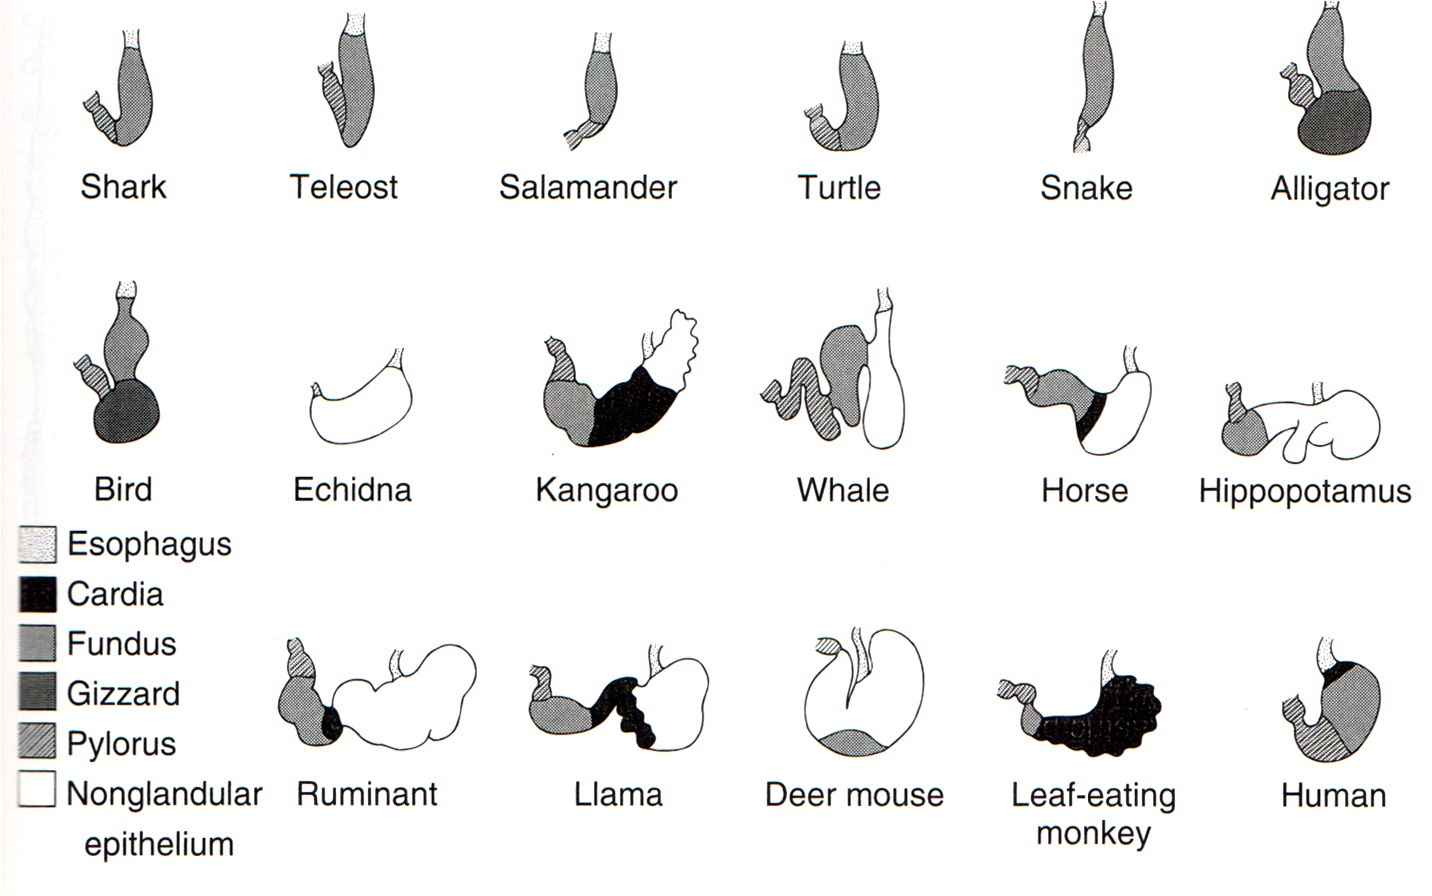 Shark
Teleost
Salamander
Turtle
Snake
Alligator
Bird
Echidna
Kangaroo
Whale
Horse
Hippopotamus
Esophagus
Cardia
Fundus
Gizzard
Pylorus
Nonglandular
epithelium
Ruminant
Llama
Deer mouse
Leaf-eating
monkey
Human